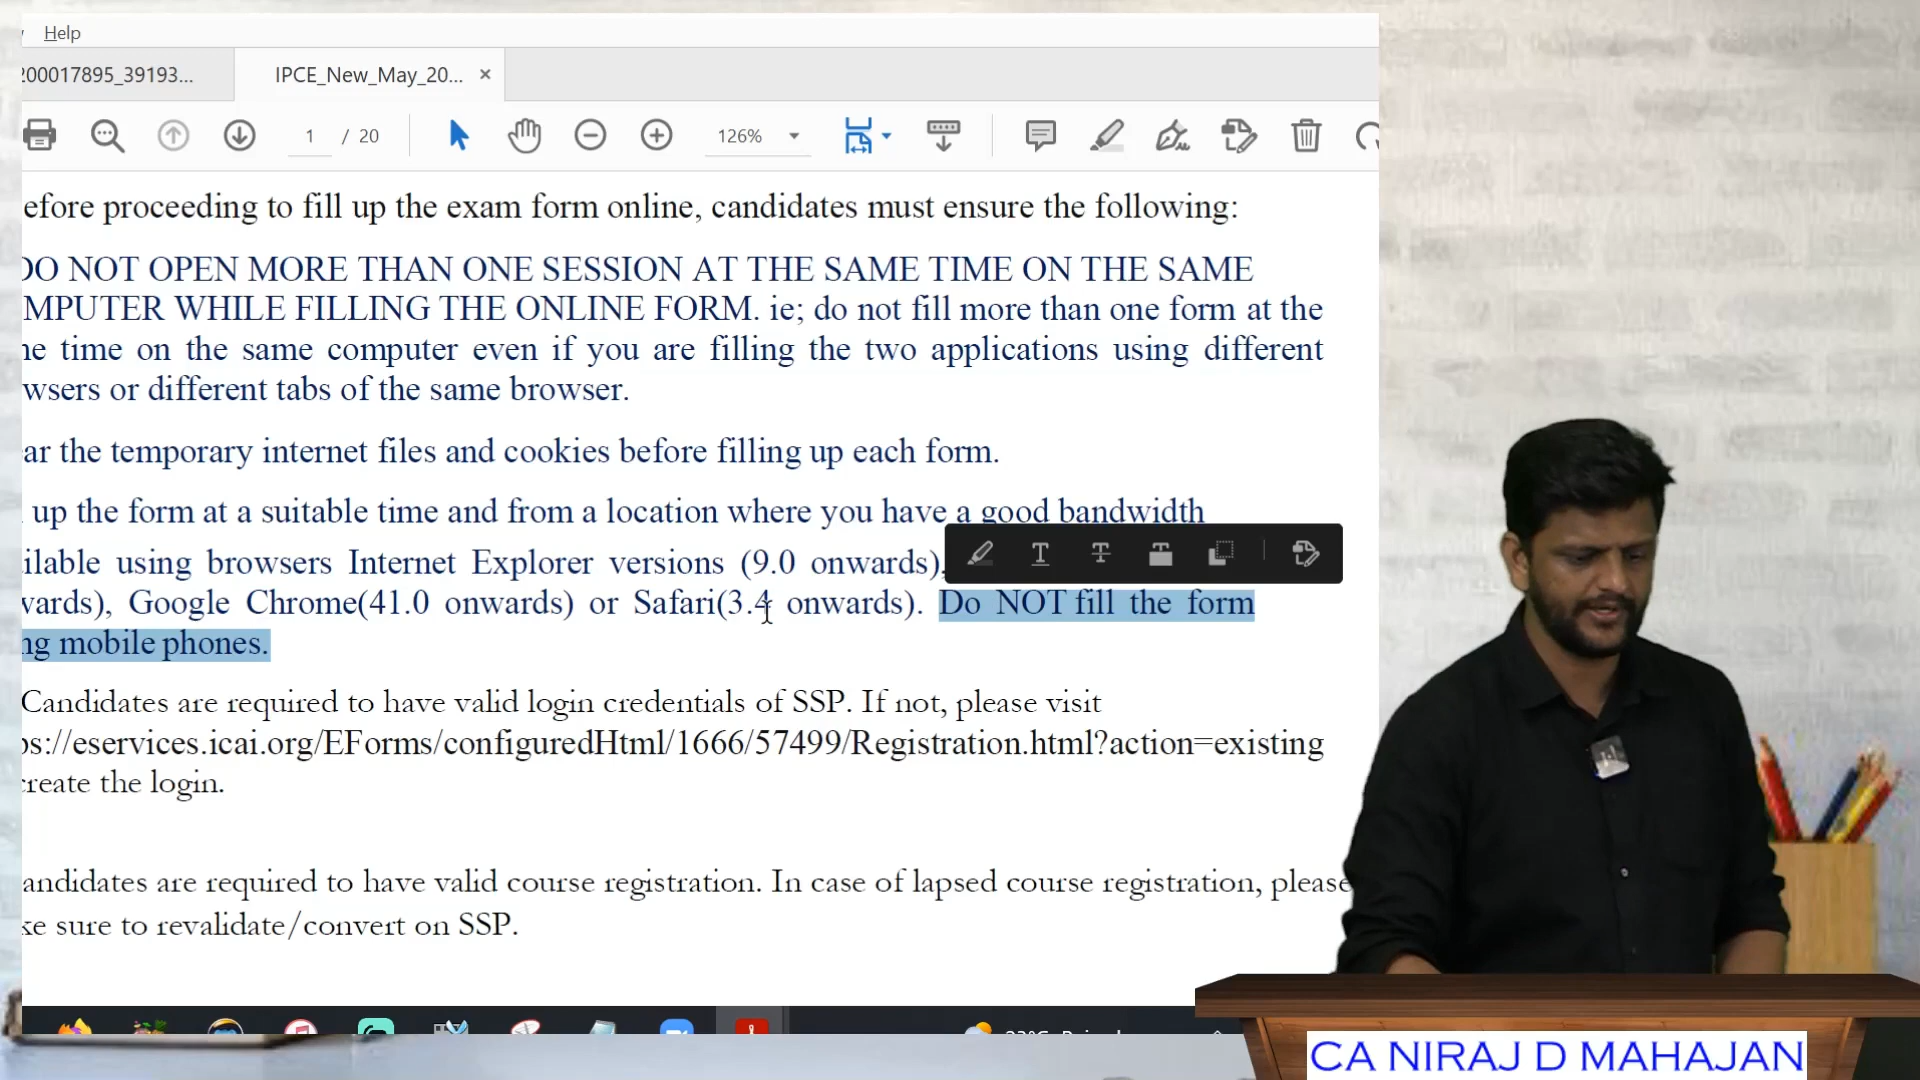 Help
200017895_39193...
IPCE_New_May_20...
1 / 20
126%
efore proceeding to fill up the exam form online, candidates must ensure the following:
DO NOT OPEN MORE THAN ONE SESSION AT THE SAME TIME ON THE SAME
MPUTER WHILE FILLING THE ONLINE FORM. ie; do not fill more than one form at the
ne time on the same computer even if you are filling the two applications using different
wsers or different tabs of the same browser.
ar the temporary internet files and cookies before filling up each form.
up the form at a suitable time and from a location where you have a good bandwidth
ilable using browsers Internet Explorer versions (9.0 onwards),
vards), Google Chrome(41.0 onwards) or Safari(3.4 onwards). Do NOT fill the form
ng mobile phones.
Candidates are required to have valid login credentials of SSP. If not, please visit
ps://eservices.icai.org/EForms/configuredHtml/1666/57499/Registration.html?action=existing
create the login.
andidates are required to have valid course registration. In case of lapsed course registration, please
ke sure to revalidate/convert on SSP.
CA NIRAJ D MAHAJAN